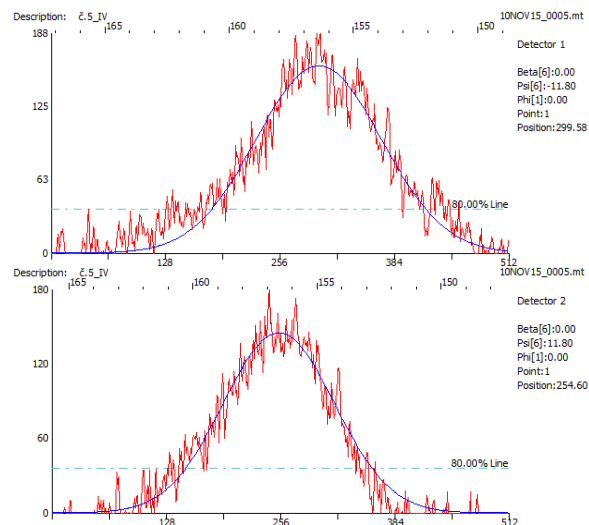 Description: č.5_IV 165 160 155 150 10NOV15_0005.mt
188
125
63
0
128 256 384 512
80.00% Line
Detector 1
Beta[6]:0.00
Psi[6]:-11.80
Phi[1]:0.00
Point:1
Position:299.58
Description: č.5_IV 10NOV15_0005.mt
165 160 155 150
180
120
60
0
128 256 384 512
80.00% Line
Detector 2
Beta[6]:0.00
Psi[6]:11.80
Phi[1]:0.00
Point:1
Position:254.60